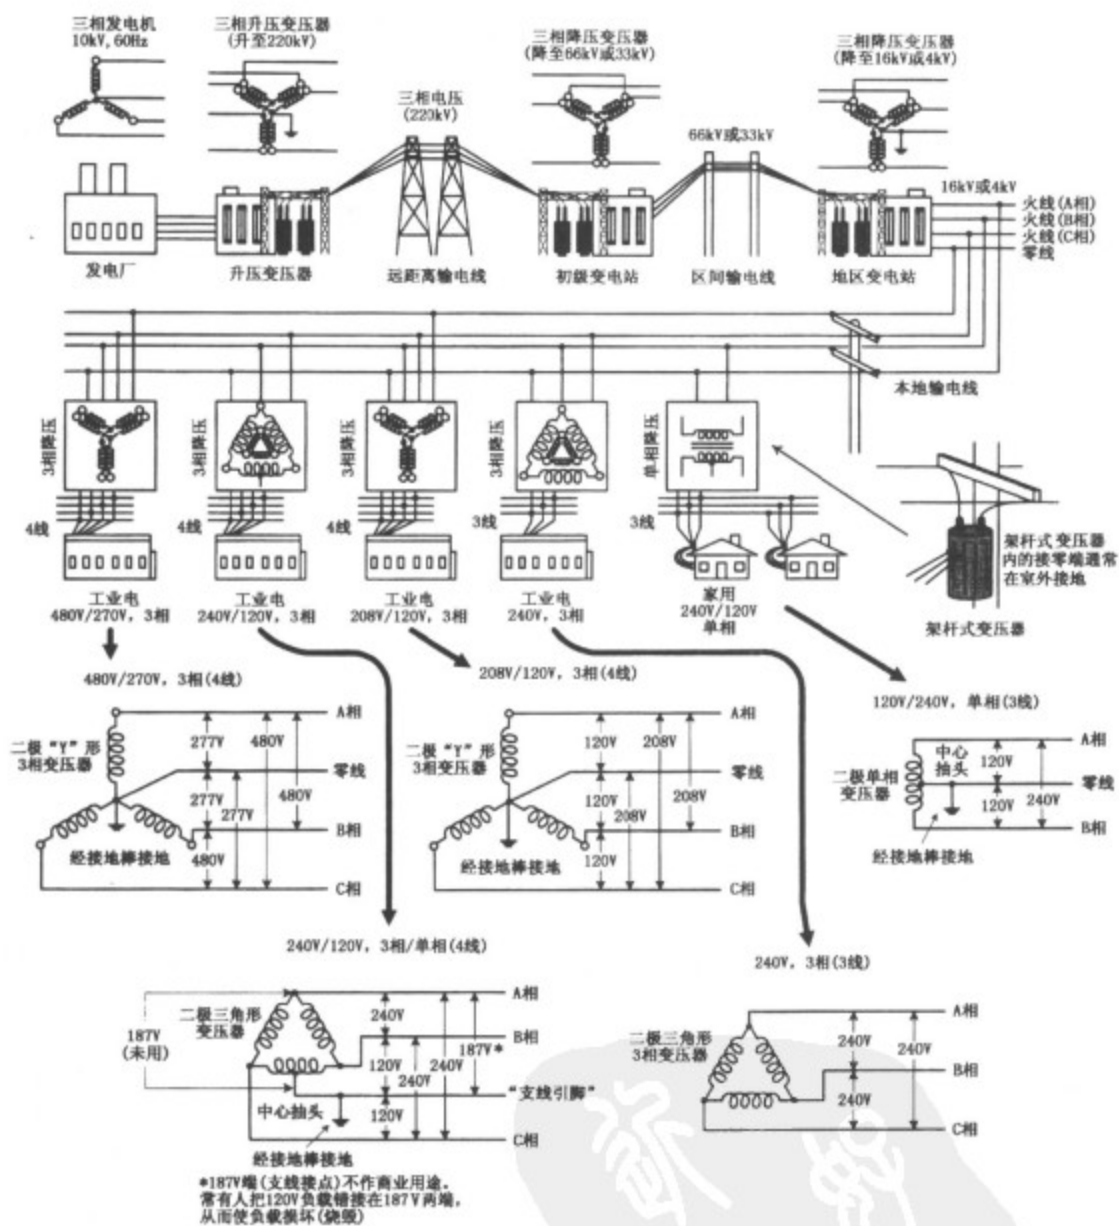 三相发电机
10kV,60Hz
三相升压变压器
(升至220kV)
三相电压
(220kV)
三相降压变压器
(降至66kV或33kV)
66kV或33kV
三相降压变压器
(降至16kV或4kV)
16kV或4kV
火线(A相)
火线(B相)
火线(C相)
零线
发电厂
升压变压器
远距离输电线
初级变电站
区间输电线
地区变电站
本地输电线
3相降压
3相降压
3相降压
3相降压
单相降压
4线
4线
4线
3线
3线
工业电
480V/270V, 3相
工业电
240V/120V, 3相
工业电
208V/120V, 3相
工业电
240V, 3相
家用
240V/120V
单相
架杆式变压器
内的接零端通常
在室外接地
架杆式变压器
480V/270V, 3相(4线)
A相
二极“Y”形
3相变压器
277V
480V
零线
277V
277V
480V
B相
经接地棒接地
480V
C相
208V/120V, 3相(4线)
A相
二极“Y”形
3相变压器
120V
208V
零线
120V
208V
208V
B相
经接地棒接地
120V
C相
120V/240V, 单相(3线)
A相
二极单相
变压器
中心
抽头
120V
零线
120V
240V
B相
经接地棒接地
240V/120V, 3相/单相(4线)
A相
二极三角形
变压器
240V
B相
187V
(未用)
187V*
120V
240V
240V
“支线引脚”
中心抽头
120V
C相
经接地棒接地
*187V端(支线接点)不作商业用途。
常有人把120V负载错接在187V两端,
从而使负载损坏(烧毁)
240V, 3相(3线)
A相
二极三角形
3相变压器
240V
240V
B相
240V
C相